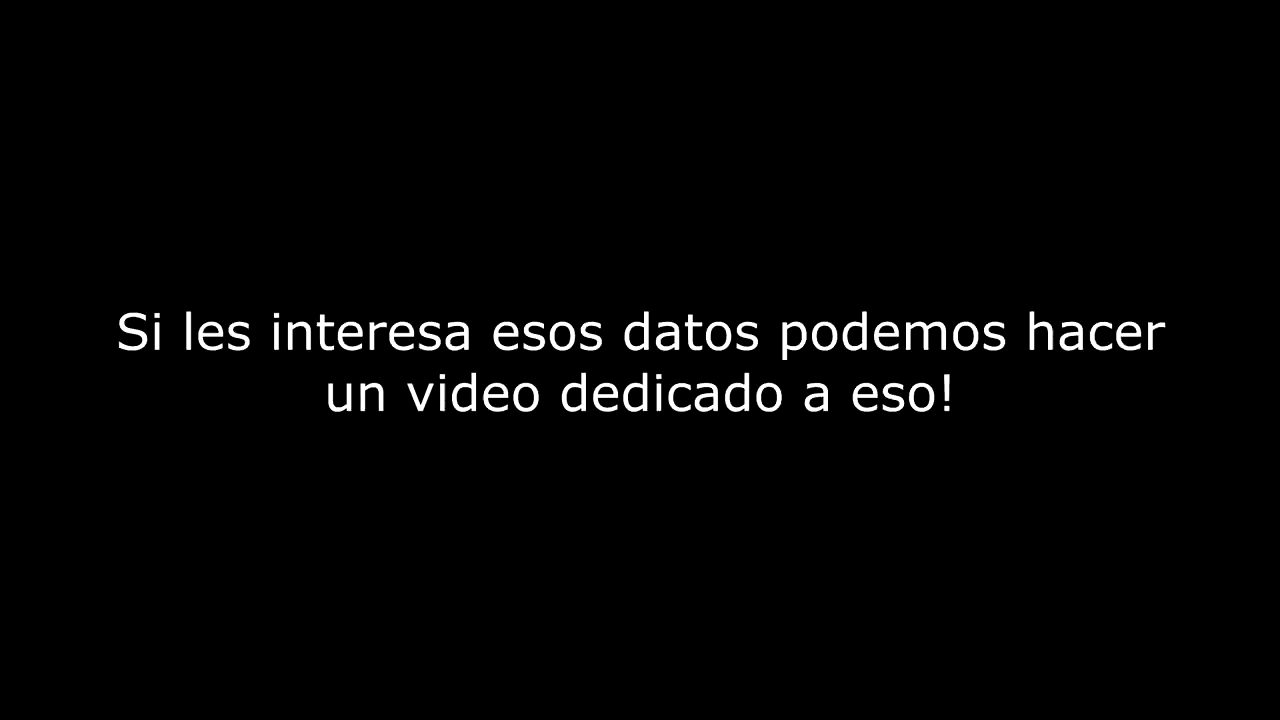 Si les interesa esos datos podemos hacer
un video dedicado a eso!